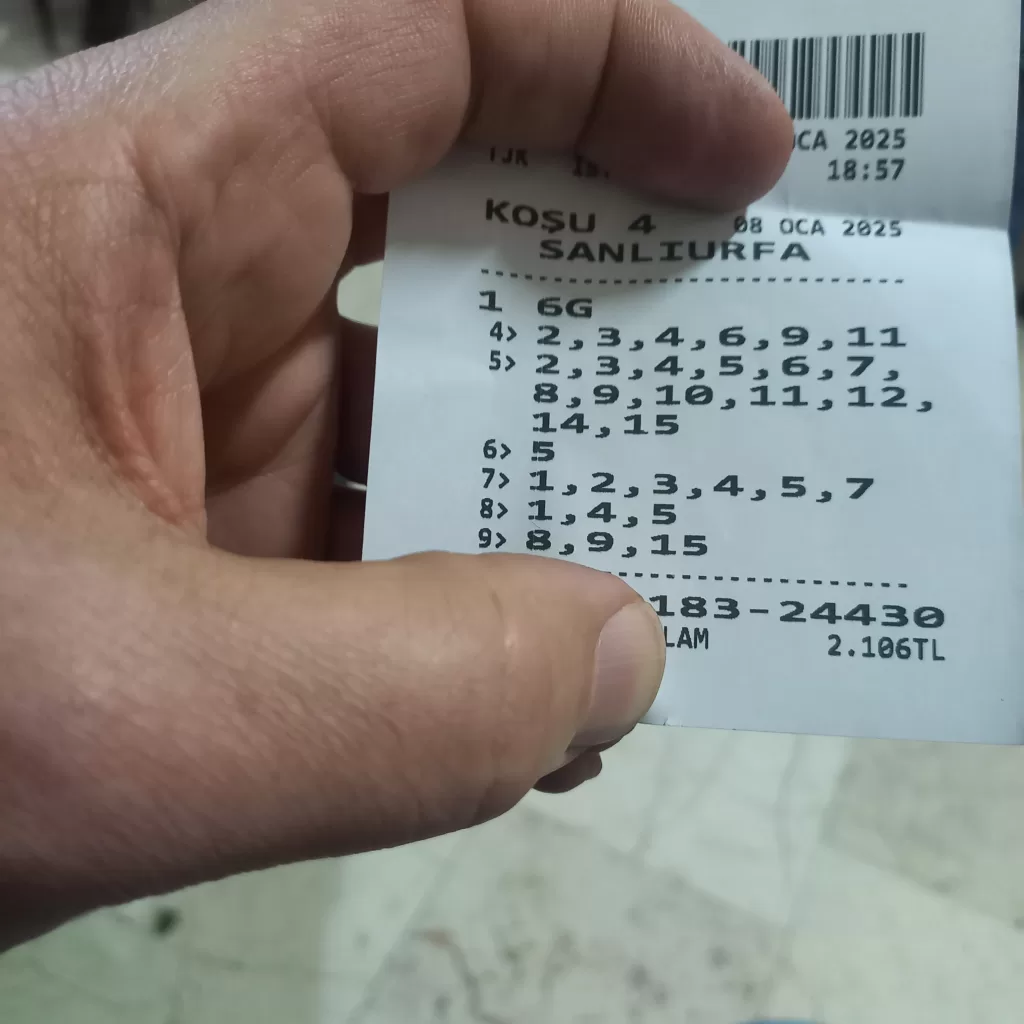 2025
18:57
TJK
KOŞU 4 08 OCA 2025
SANLIURFA
1 6G
4> 2,3,4,6,9,11
5> 2,3,4,5,6,7,
8,9,10,11,12,
14,15
6> 5
7> 1,2,3,4,5,7
8> 1,4,5
9> 8,9,15
183-24430
LAM 2.106TL